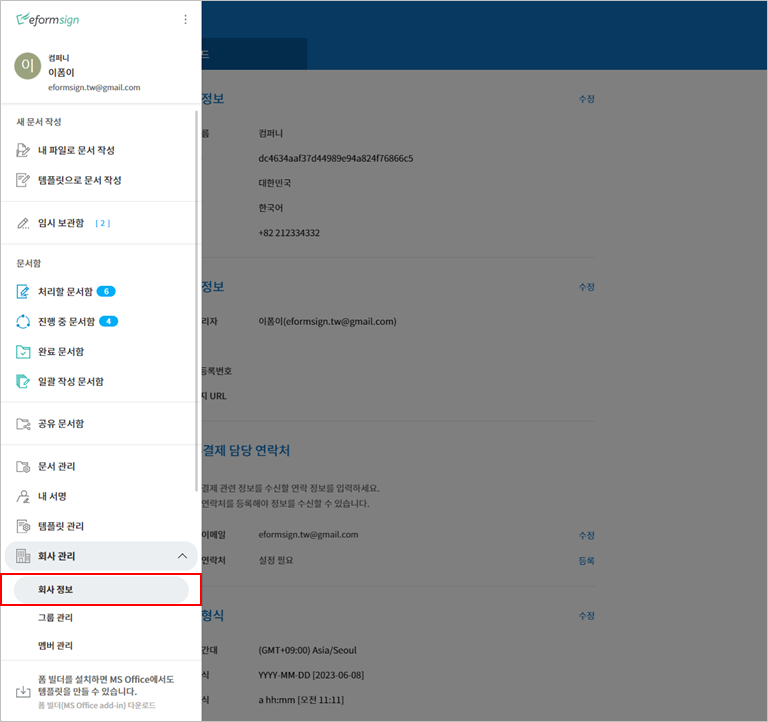 eformsign
이
컴퍼니
이폼이
eformsign.tw@gmail.com
새 문서 작성
내 파일로 문서 작성
템플릿으로 문서 작성
임시 보관함 [ 2 ]
문서함
처리할 문서함 6
진행 중 문서함 4
완료 문서함
일괄 작성 문서함
공유 문서함
문서 관리
내 서명
템플릿 관리
회사 관리
회사 정보
그룹 관리
멤버 관리
폼 빌더를 설치하면 MS Office에서도
템플릿을 만들 수 있습니다.
폼 빌더(MS Office add-in) 다운로드
드
정보 수정
름 컴퍼니
dc4634aaf37d44989e94a824f76866c5
대한민국
한국어
+82 212334332
정보 수정
리자 이폼이(eformsign.tw@gmail.com)
등록번호
지 URL
결제 담당 연락처
결제 관련 정보를 수신할 연락 정보를 입력하세요.
연락처를 등록해야 정보를 수신할 수 있습니다.
이메일 eformsign.tw@gmail.com 수정
연락처 설정 필요 등록
형식 수정
간대 (GMT+09:00) Asia/Seoul
식 YYYY-MM-DD [2023-06-08]
식 a hh:mm [오전 11:11]